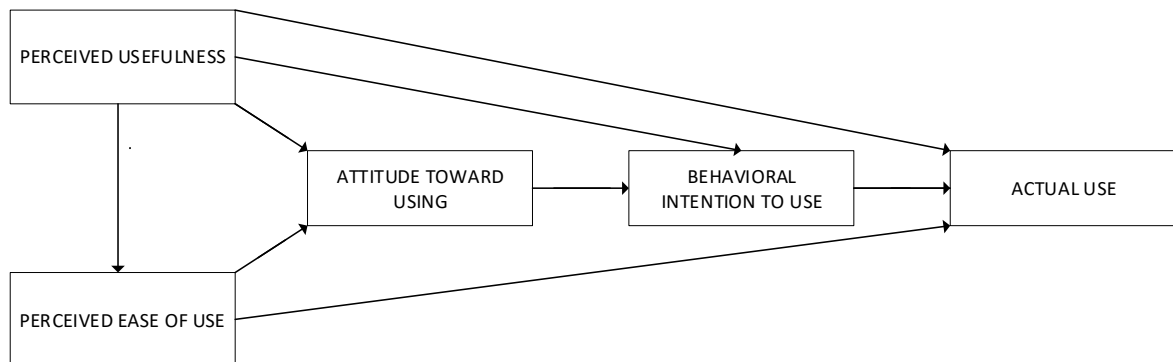 PERCEIVED USEFULNESS
ATTITUDE TOWARD
USING
BEHAVIORAL
INTENTION TO USE
ACTUAL USE
PERCEIVED EASE OF USE